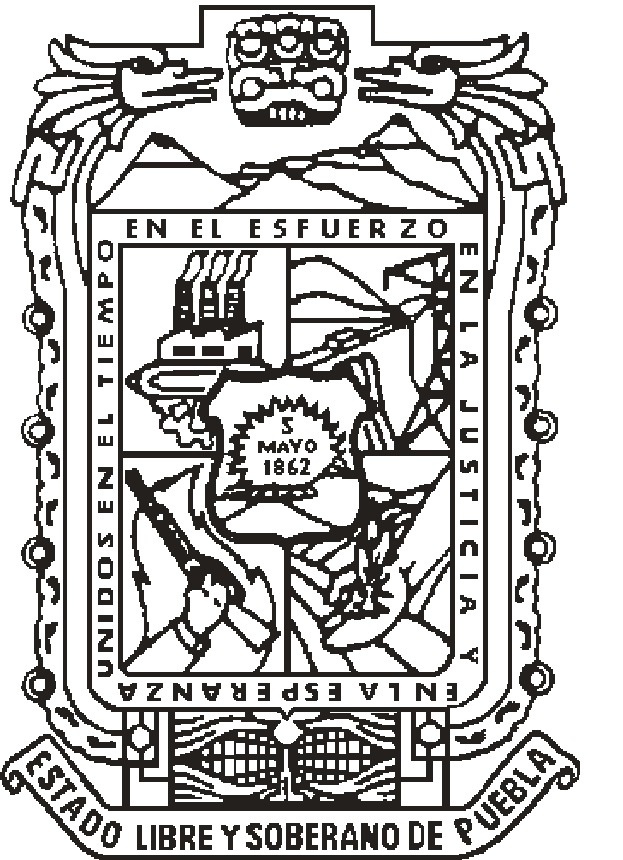 UNIDOS EN EL TIEMPO
EN EL ESFUERZO
EN LA JUSTICIA Y
EN LA ESPERANZA
5
MAYO
1862
ESTADO LIBRE Y SOBERANO DE PUEBLA